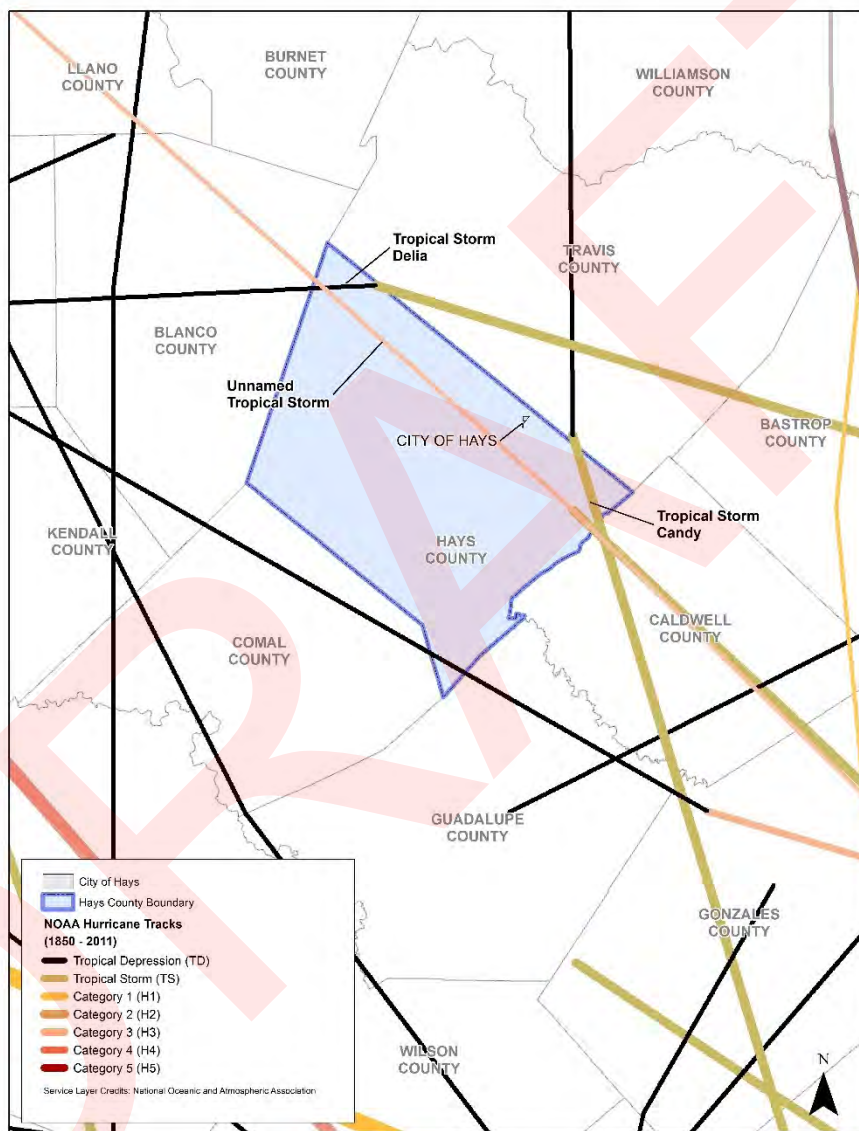 LLANO
COUNTY
BURNET
COUNTY
WILLIAMSON
COUNTY
Tropical Storm
Delia
TRAVIS
COUNTY
BLANCO
COUNTY
Unnamed
Tropical Storm
CITY OF HAYS
BASTROP
COUNTY
KENDALL
COUNTY
HAYS
COUNTY
Tropical Storm
Candy
COMAL
COUNTY
CALDWELL
COUNTY
GUADALUPE
COUNTY
GONZALES
COUNTY
WILSON
COUNTY
City of Hays
Hays County Boundary
NOAA Hurricane Tracks
(1850 - 2011)
Tropical Depression (TD)
Tropical Storm (TS)
Category 1 (H1)
Category 2 (H2)
Category 3 (H3)
Category 4 (H4)
Category 5 (H5)
Service Layer Credits: National Oceanic and Atmospheric Association
N
DRAFT